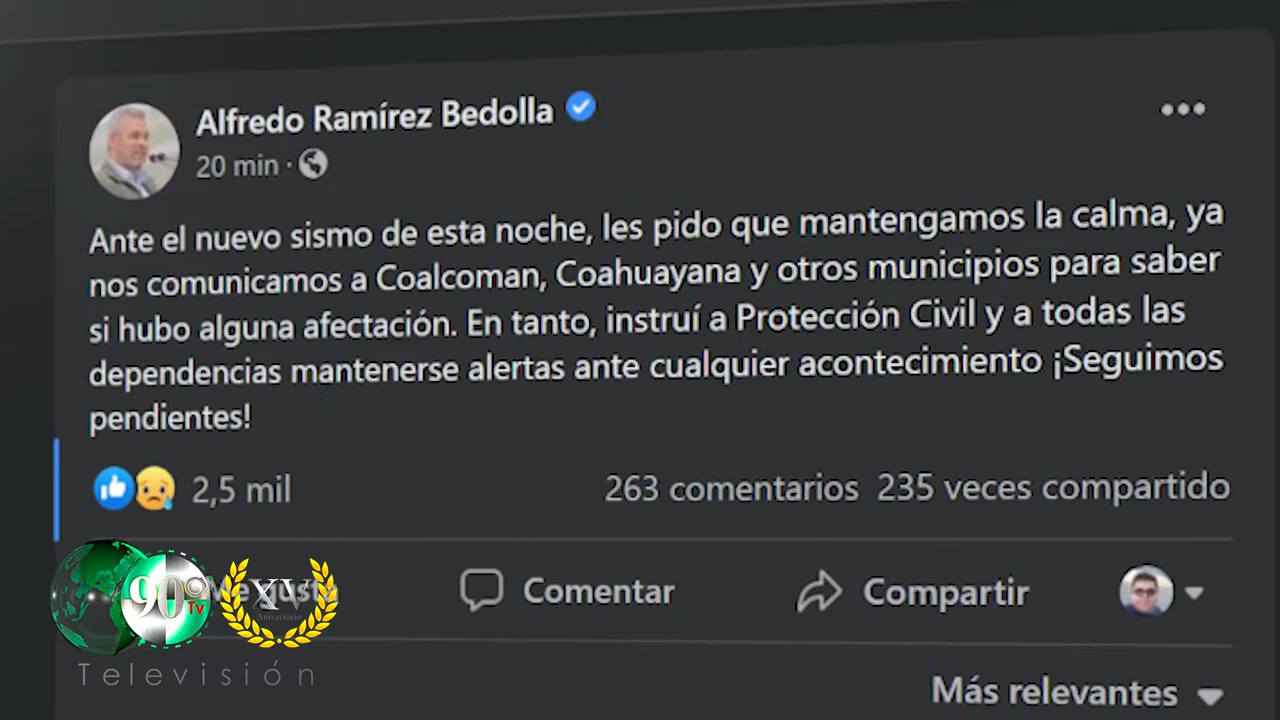 Alfredo Ramírez Bedolla
20 min ·
Ante el nuevo sismo de esta noche, les pido que mantengamos la calma, ya
nos comunicamos a Coalcoman, Coahuayana y otros municipios para saber
si hubo alguna afectación. En tanto, instruí a Protección Civil y a todas las
dependencias mantenerse alertas ante cualquier acontecimiento ¡Seguimos
pendientes!
2,5 mil
263 comentarios 235 veces compartido
Me gusta
Comentar
Compartir
90° Tv
XV
Aniversario
Televisión
Más relevantes